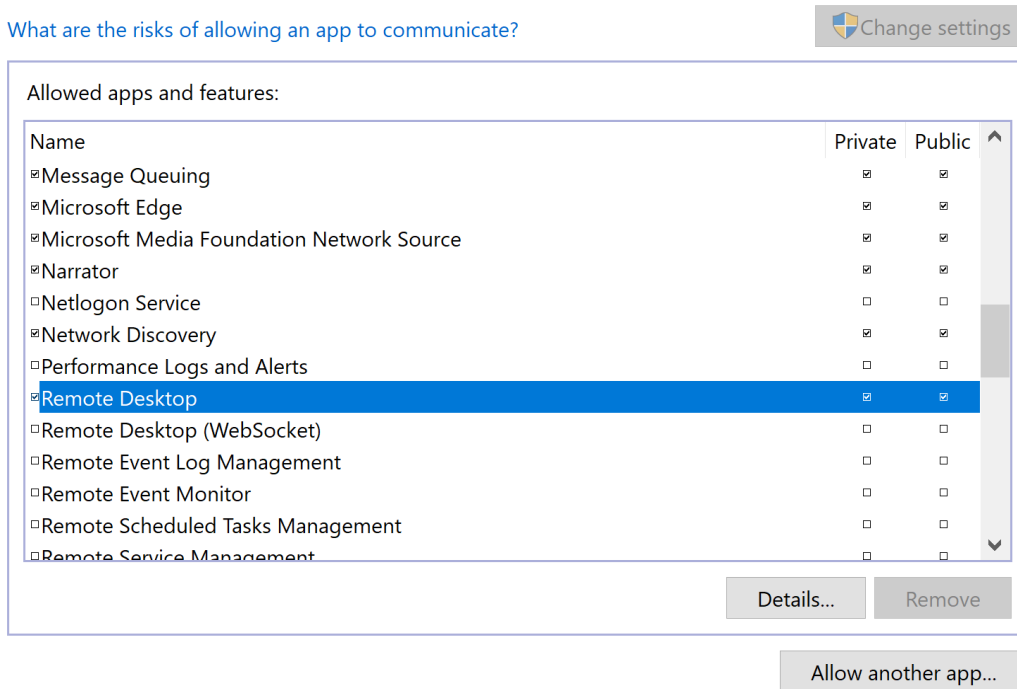 What are the risks of allowing an app to communicate?
Change settings
Allowed apps and features:
Name Private Public
Message Queuing
Microsoft Edge
Microsoft Media Foundation Network Source
Narrator
Netlogon Service
Network Discovery
Performance Logs and Alerts
Remote Desktop
Remote Desktop (WebSocket)
Remote Event Log Management
Remote Event Monitor
Remote Scheduled Tasks Management
Remote Service Management
Details... Remove
Allow another app...